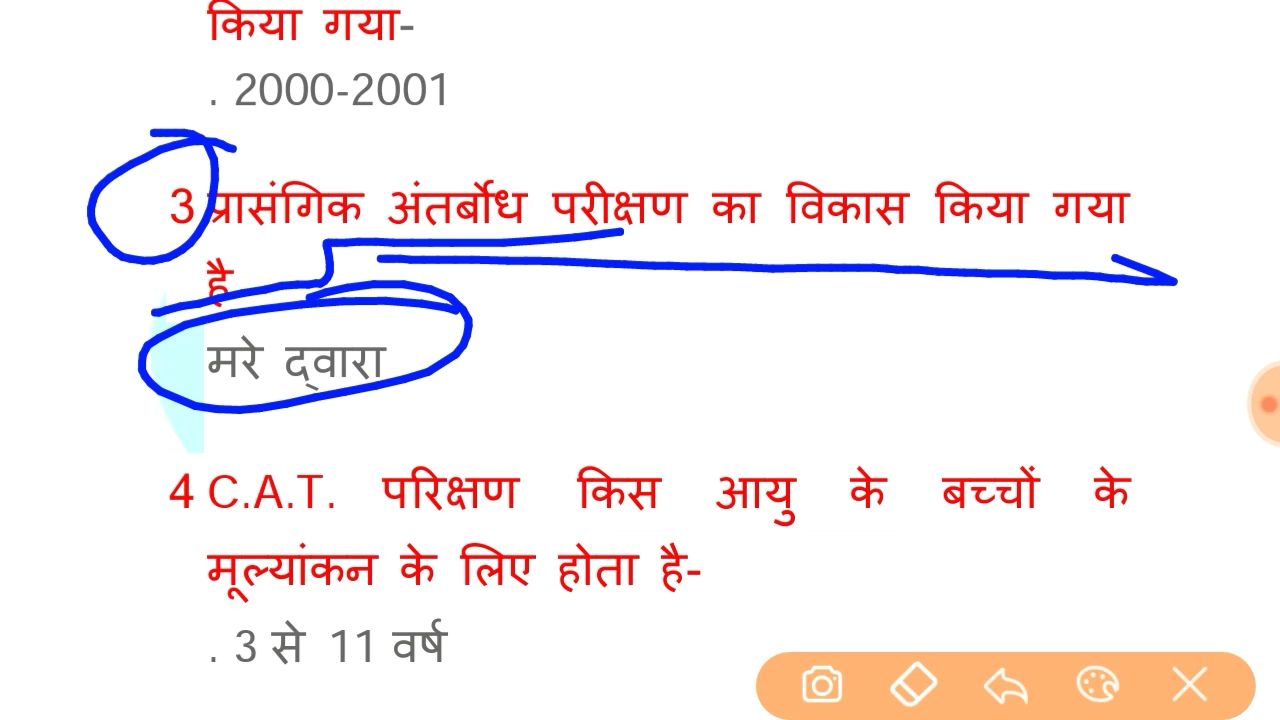 किया गया-
. 2000-2001
3 प्रासंगिक अंतर्बोध परीक्षण का विकास किया गया
है
मरे द्वारा
4 C.A.T. परिक्षण किस आयु के बच्चों के
मूल्यांकन के लिए होता है-
. 3 से 11 वर्ष